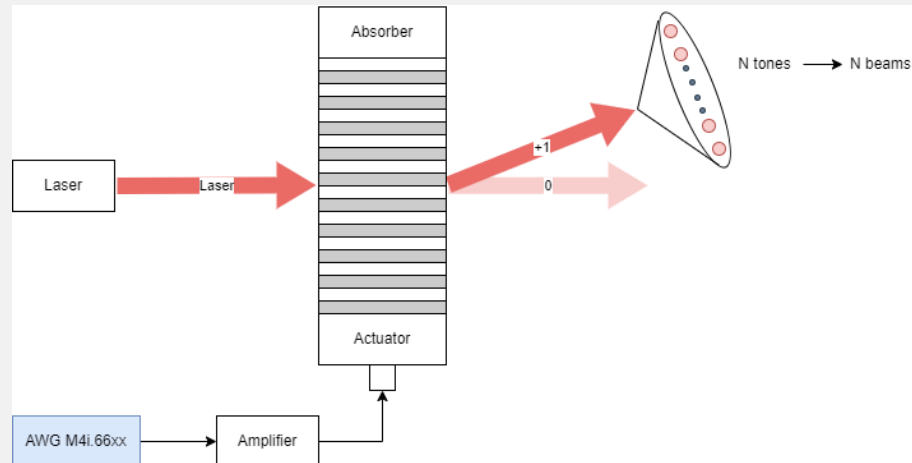 Absorber
N tones
N beams
+1
Laser
Laser
0
Actuator
AWG M4i.66xx
Amplifier